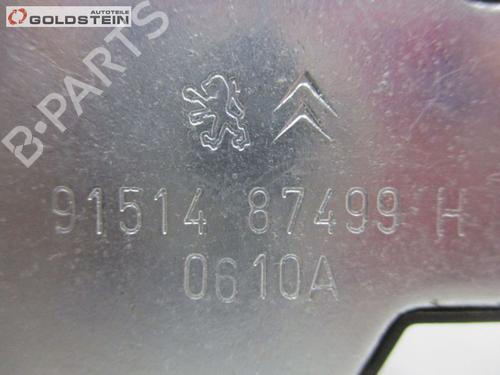 AUTOTEILE
GOLDSTEIN
B-PARTS
91514 87499 H
0610A